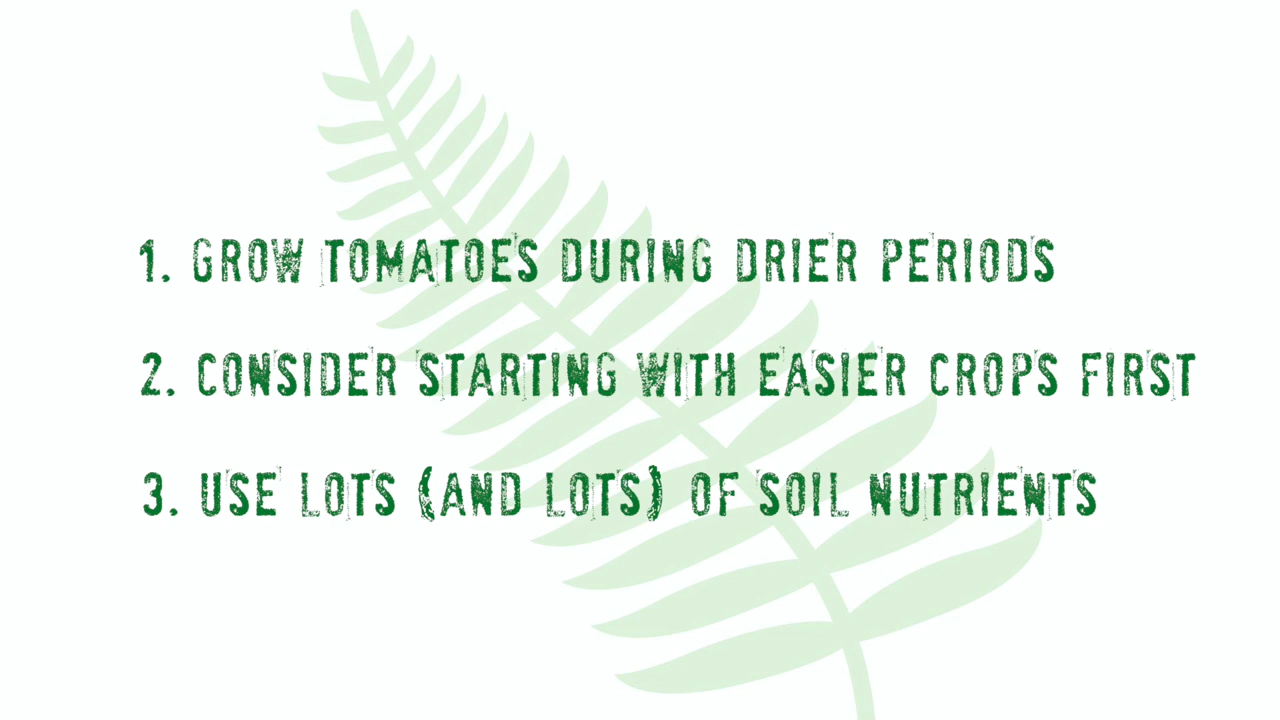 1. GROW TOMATOES DURING DRIER PERIODS
2. CONSIDER STARTING WITH EASIER CROPS FIRST
3. USE LOTS (AND LOTS) OF SOIL NUTRIENTS